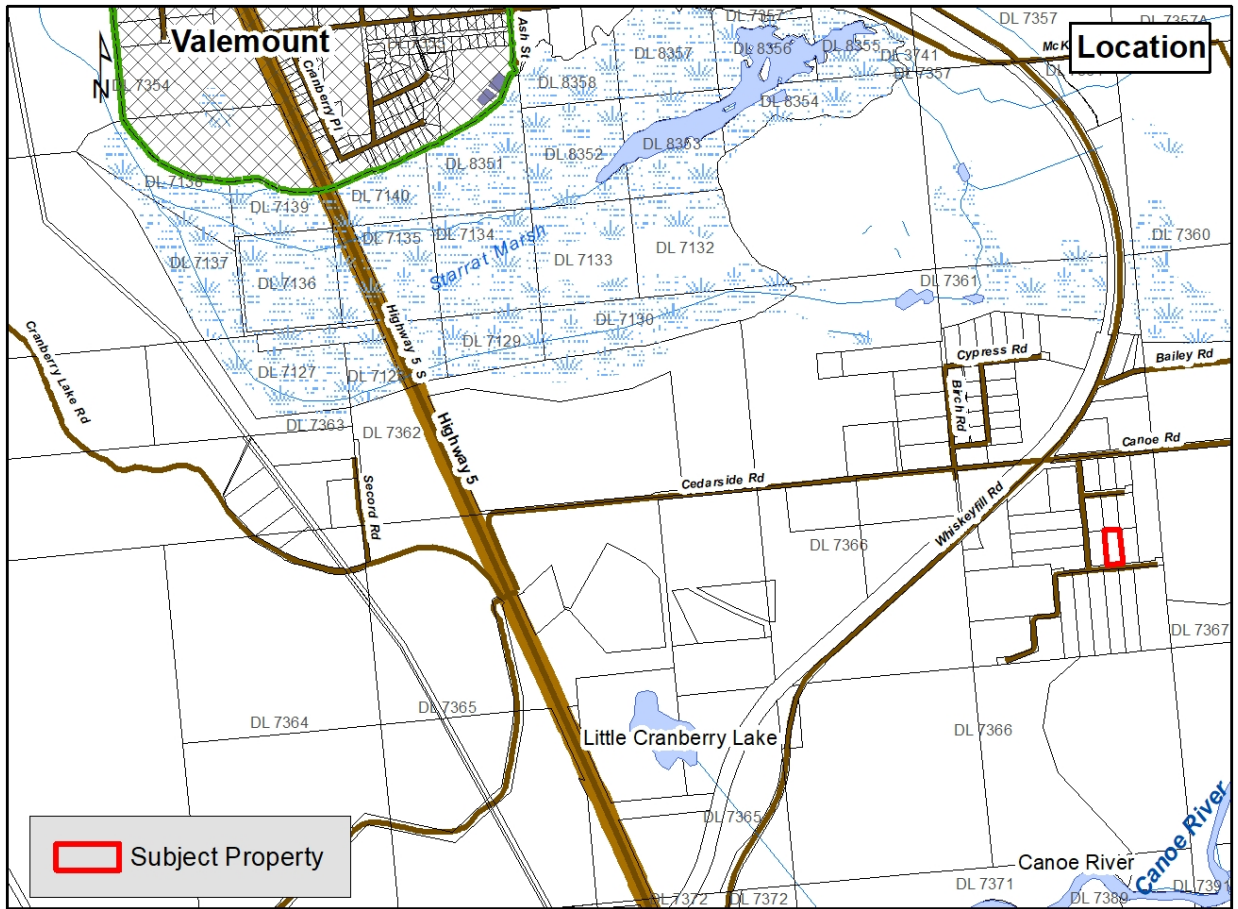 DL 7357
DL 7357
DL 7357A
Valemount
Ash St
DL 8357
DL 8356
DL 8355
DL 3741
McK
Location
DL 7357
N
DL 7354
Cranberry Pl
DL 8358
DL 8354
DL 8353
DL 8352
DL 8351
DL 7138
DL 7140
DL 7139
DL 7135
DL 7134
DL 7132
DL 7360
DL 7137
DL 7136
Starrat Marsh
DL 7133
DL 7361
Highway 5 S
DL 7130
DL 7129
Cranberry Lake Rd
DL 7127
Cypress Rd
Bailey Rd
Birch Rd
DL 7363
DL 7362
Highway 5
Canoe Rd
Secord Rd
Cedarside Rd
Whiskeyfill Rd
DL 7366
DL 7367
DL 7364
DL 7365
Little Cranberry Lake
DL 7366
DL 7365
Subject Property
Canoe River
Canoe River
DL 7371
DL 7391
DL 7372
DL 7372
DL 7380